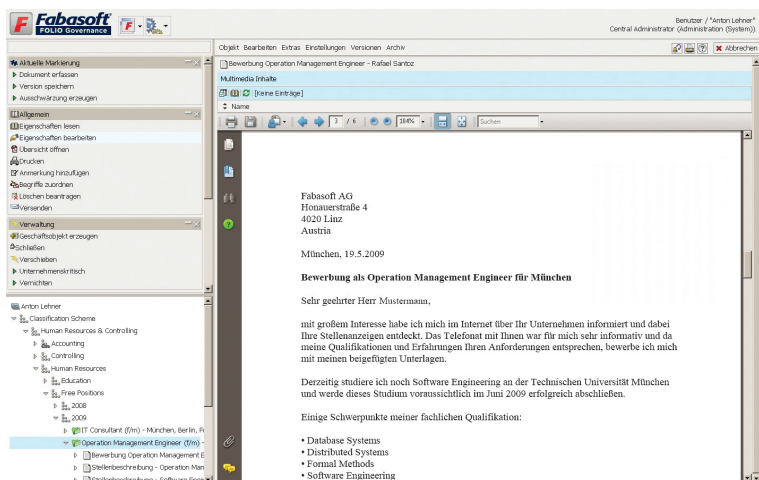 Fabasoft
FOLIO Governance
Benutzer / "Anton Lehner"
Central Administrator (Administration (System))
Objekt Bearbeiten Extras Einstellungen Versionen Archiv
Abbrechen
Aktuelle Markierung
Dokument erfassen
Version speichern
Ausschwärzung erzeugen
Allgemein
Eigenschaften lesen
Eigenschaften bearbeiten
Übersicht öffnen
Drucken
Anmerkung hinzufügen
Begriffe zuordnen
Löschen beantragen
Versenden
Verwaltung
Geschäftsobjekt erzeugen
Schließen
Verschieben
Unternehmenskritisch
Vernichten
Anton Lehner
Classification Scheme
Human Resources & Controlling
Accounting
Controlling
Human Resources
Education
Free Positions
2008
2009
IT Consultant (f/m) - München, Berlin, Fr
Operation Management Engineer (f/m) -
Bewerbung Operation Management E
Stellenbeschreibung - Operation Man
Stellenbeschreibung - Software Engin
Bewerbung Operation Management Engineer - Rafael Santoz
Multimedia Inhalte
[Keine Einträge]
Name
3 / 6 104% Suchen
Fabasoft AG
Honauerstraße 4
4020 Linz
Austria
München, 19.5.2009
Bewerbung als Operation Management Engineer für München
Sehr geehrter Herr Mustermann,
mit großem Interesse habe ich mich im Internet über Ihr Unternehmen informiert und dabei
Ihre Stellenanzeigen entdeckt. Das Telefonat mit Ihnen war für mich sehr informativ und da
meine Qualifikationen und Erfahrungen Ihren Anforderungen entsprechen, bewerbe ich mich
mit meinen beigefügten Unterlagen.
Derzeitig studiere ich noch Software Engineering an der Technischen Universität München
und werde dieses Studium voraussichtlich im Juni 2009 erfolgreich abschließen.
Einige Schwerpunkte meiner fachlichen Qualifikation:
• Database Systems
• Distributed Systems
• Formal Methods
• Software Engineering